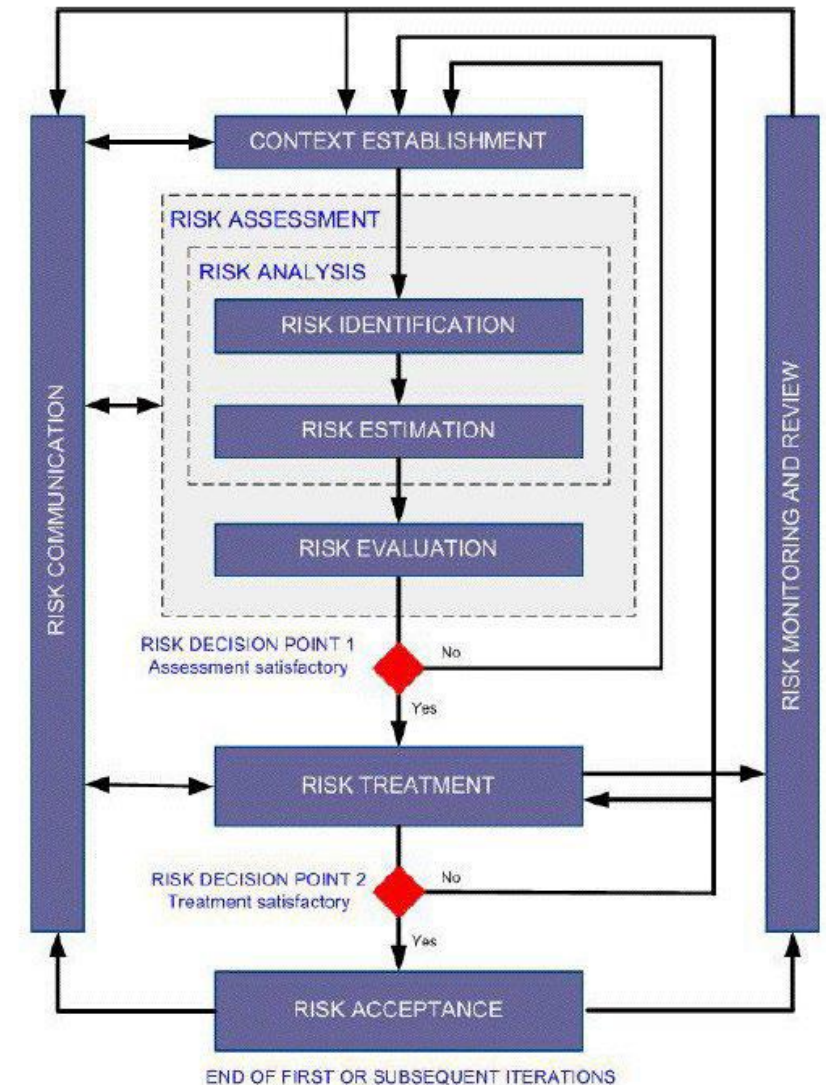 CONTEXT ESTABLISHMENT
RISK ASSESSMENT
RISK ANALYSIS
RISK IDENTIFICATION
RISK ESTIMATION
RISK EVALUATION
RISK COMMUNICATION
RISK MONITORING AND REVIEW
RISK DECISION POINT 1
Assessment satisfactory
No
Yes
RISK TREATMENT
RISK DECISION POINT 2
Treatment satisfactory
No
Yes
RISK ACCEPTANCE
END OF FIRST OR SUBSEQUENT ITERATIONS